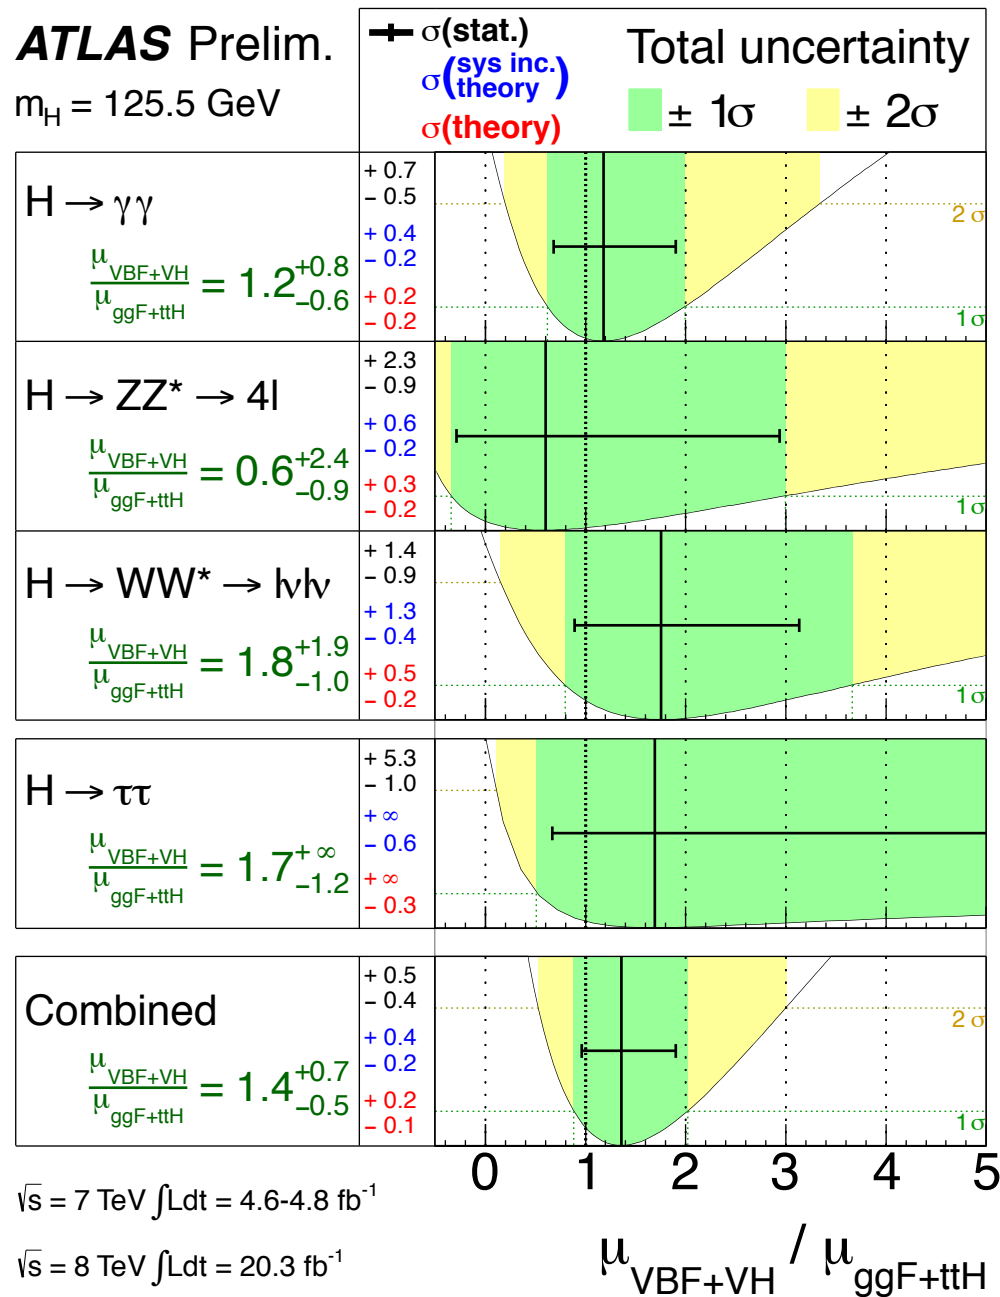 ATLAS Prelim.
m_H = 125.5 GeV
σ(stat.)
σ(sys inc. theory)
σ(theory)
Total uncertainty
± 1σ ± 2σ
H → γγ
μ_VBF+VH / μ_ggF+ttH = 1.2 +0.8 −0.6
+ 0.7
− 0.5
+ 0.4
− 0.2
+ 0.2
− 0.2
2 σ
1 σ
H → ZZ* → 4l
μ_VBF+VH / μ_ggF+ttH = 0.6 +2.4 −0.9
+ 2.3
− 0.9
+ 0.6
− 0.2
+ 0.3
− 0.2
1 σ
H → WW* → lνlν
μ_VBF+VH / μ_ggF+ttH = 1.8 +1.9 −1.0
+ 1.4
− 0.9
+ 1.3
− 0.4
+ 0.5
− 0.2
1 σ
H → ττ
μ_VBF+VH / μ_ggF+ttH = 1.7 +∞ −1.2
+ 5.3
− 1.0
+ ∞
− 0.6
+ ∞
− 0.3
Combined
μ_VBF+VH / μ_ggF+ttH = 1.4 +0.7 −0.5
+ 0.5
− 0.4
+ 0.4
− 0.2
+ 0.2
− 0.1
2 σ
1 σ
0 1 2 3 4 5
√s = 7 TeV ∫Ldt = 4.6-4.8 fb⁻¹
√s = 8 TeV ∫Ldt = 20.3 fb⁻¹
μ_VBF+VH / μ_ggF+ttH